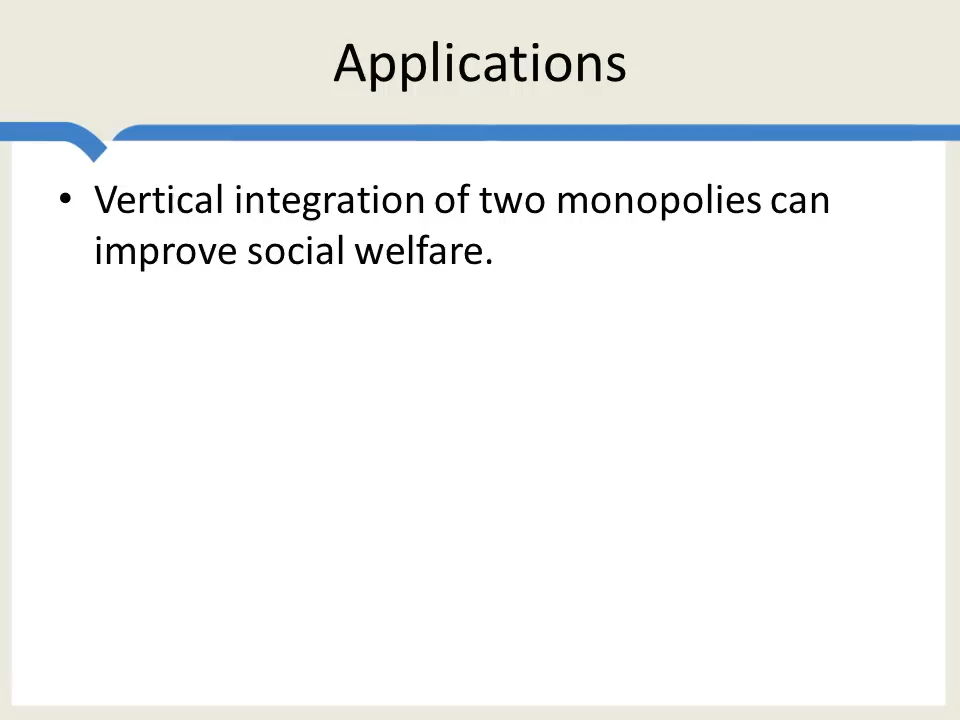 Applications
• Vertical integration of two monopolies can
improve social welfare.